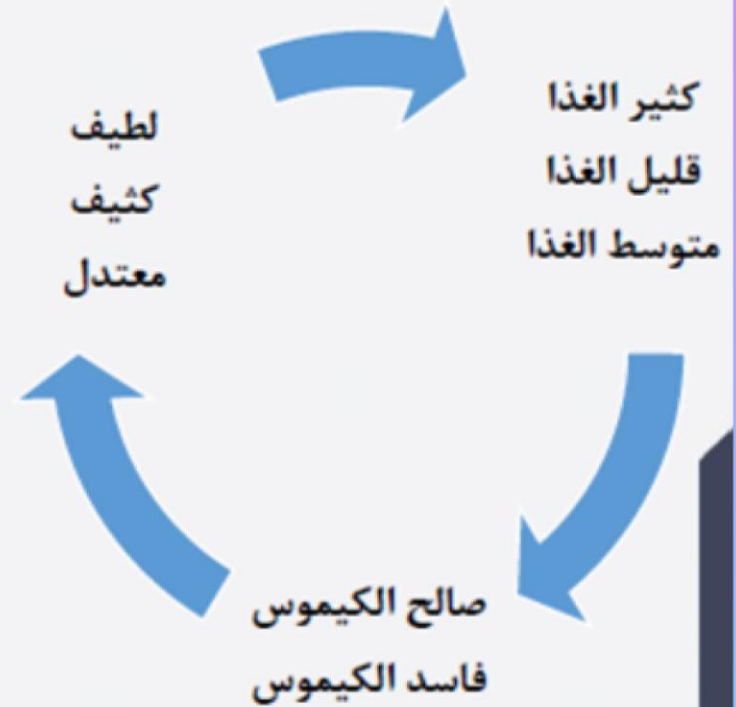 كثير الغذا
قليل الغذا
متوسط الغذا
صالح الكيموس
فاسد الكيموس
لطيف
كثيف
معتدل